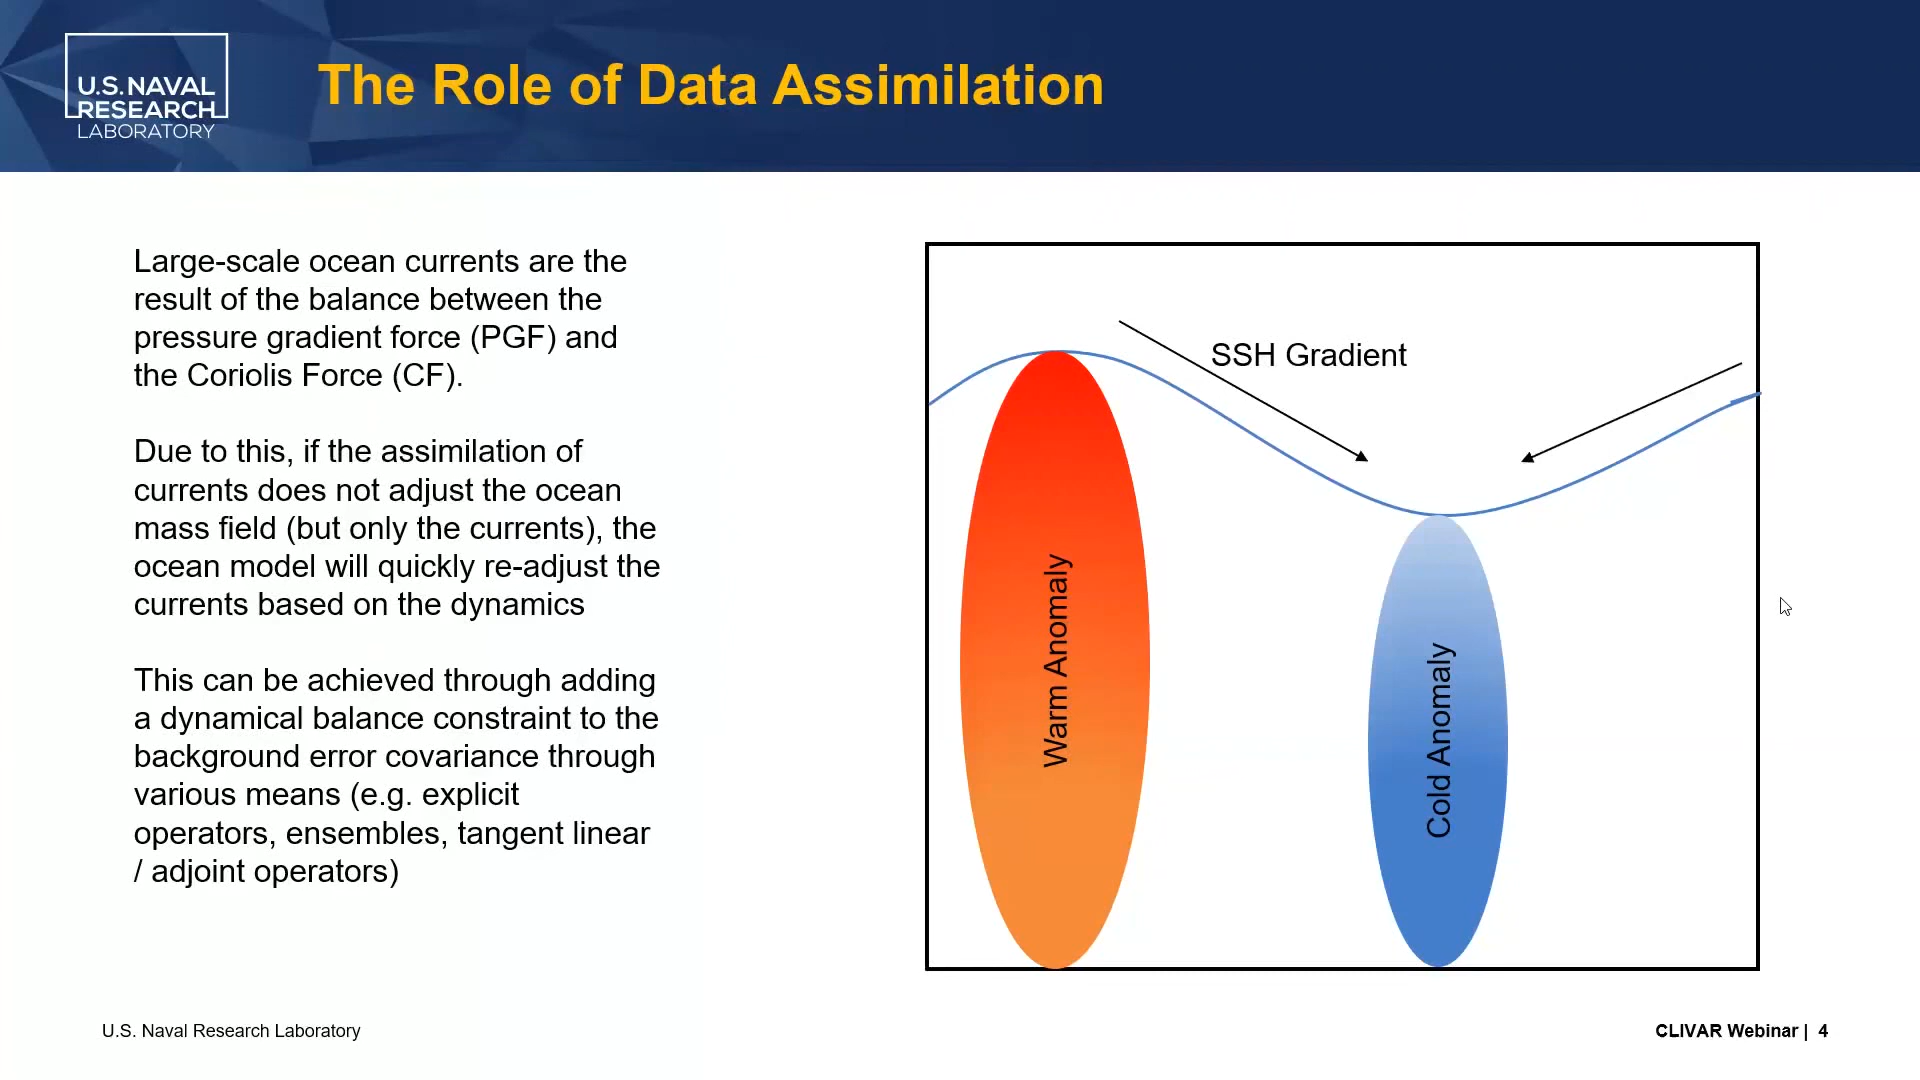 U.S. NAVAL
RESEARCH
LABORATORY
The Role of Data Assimilation
Large-scale ocean currents are the
result of the balance between the
pressure gradient force (PGF) and
the Coriolis Force (CF).
Due to this, if the assimilation of
currents does not adjust the ocean
mass field (but only the currents), the
ocean model will quickly re-adjust the
currents based on the dynamics
This can be achieved through adding
a dynamical balance constraint to the
background error covariance through
various means (e.g. explicit
operators, ensembles, tangent linear
/ adjoint operators)
SSH Gradient
Warm Anomaly
Cold Anomaly
U.S. Naval Research Laboratory
CLIVAR Webinar | 4